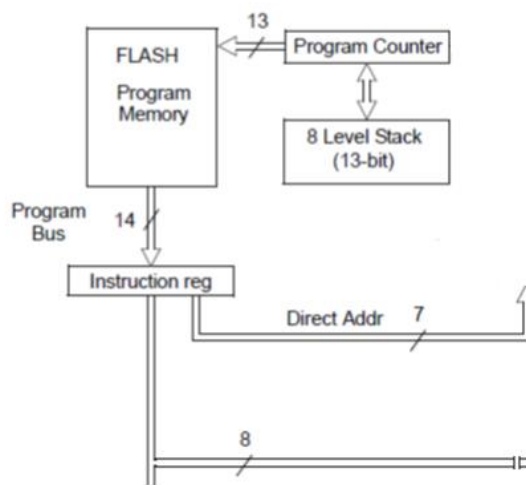 FLASH
Program
Memory
13
Program Counter
8 Level Stack
(13-bit)
Program
Bus
14
Instruction reg
Direct Addr
7
8